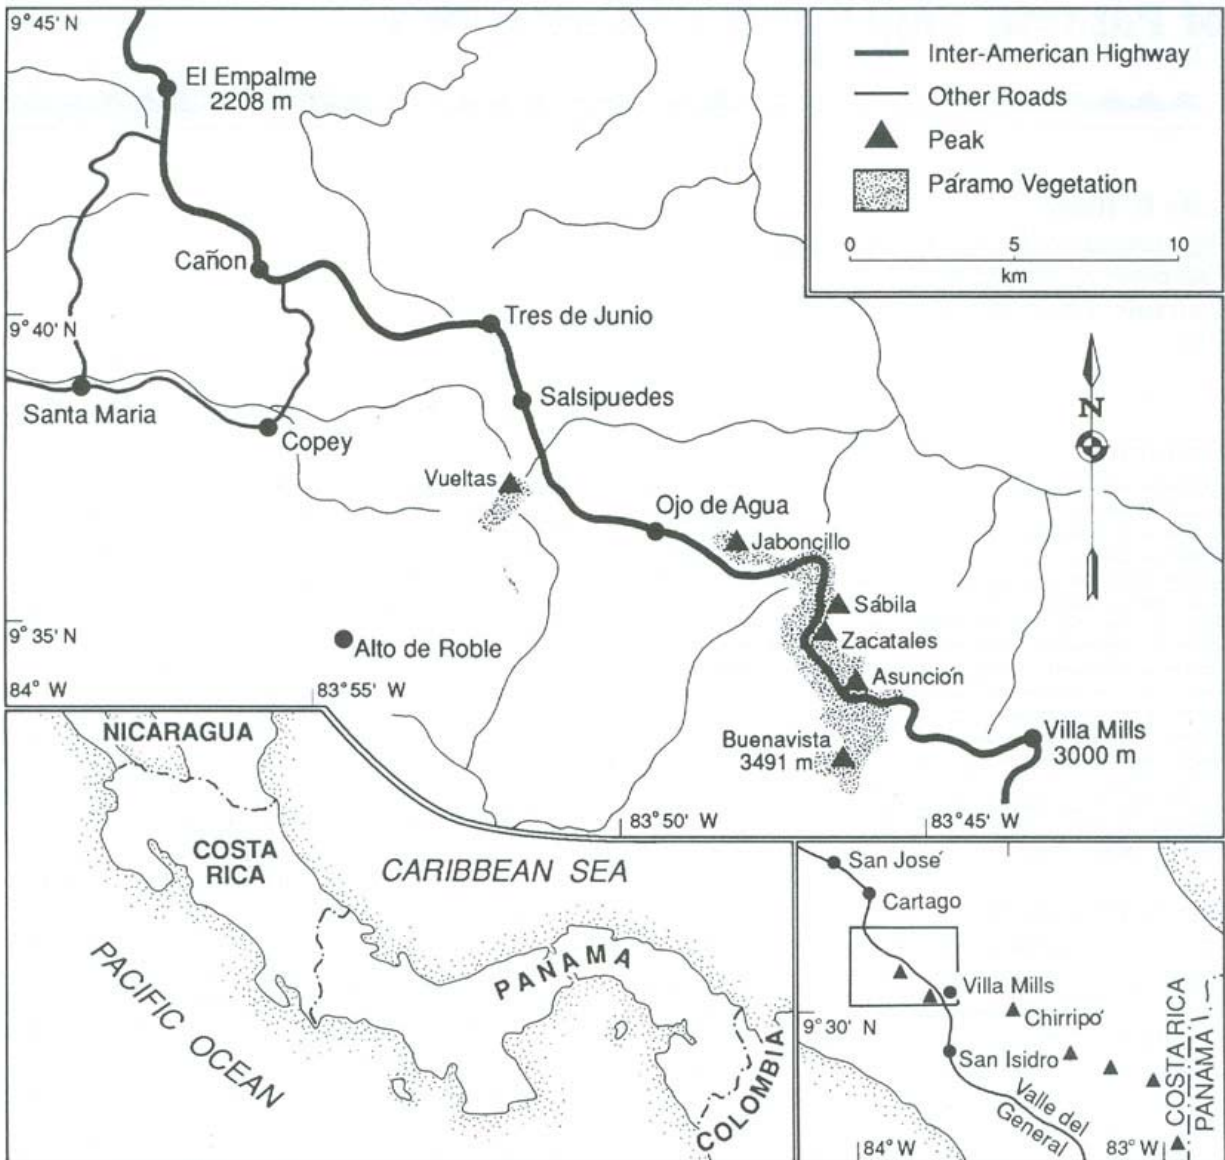 9°45' N
El Empalme
2208 m
Inter-American Highway
Other Roads
Peak
Páramo Vegetation
0 5 10
km
Cañon
9°40' N
Tres de Junio
Salsipuedes
Santa Maria
Copey
N
Vueltas
Ojo de Agua
Jaboncillo
Sábila
9°35' N
Alto de Roble
Zacatales
Asunción
84° W
83°55' W
Buenavista
3491 m
Villa Mills
3000 m
83°50' W
83°45' W
NICARAGUA
COSTA
RICA
CARIBBEAN SEA
PACIFIC OCEAN
PANAMA
COLOMBIA
San José
Cartago
Villa Mills
9°30' N
Chirripó
San Isidro
Valle del
General
COSTA RICA
PANAMA
84° W
83° W